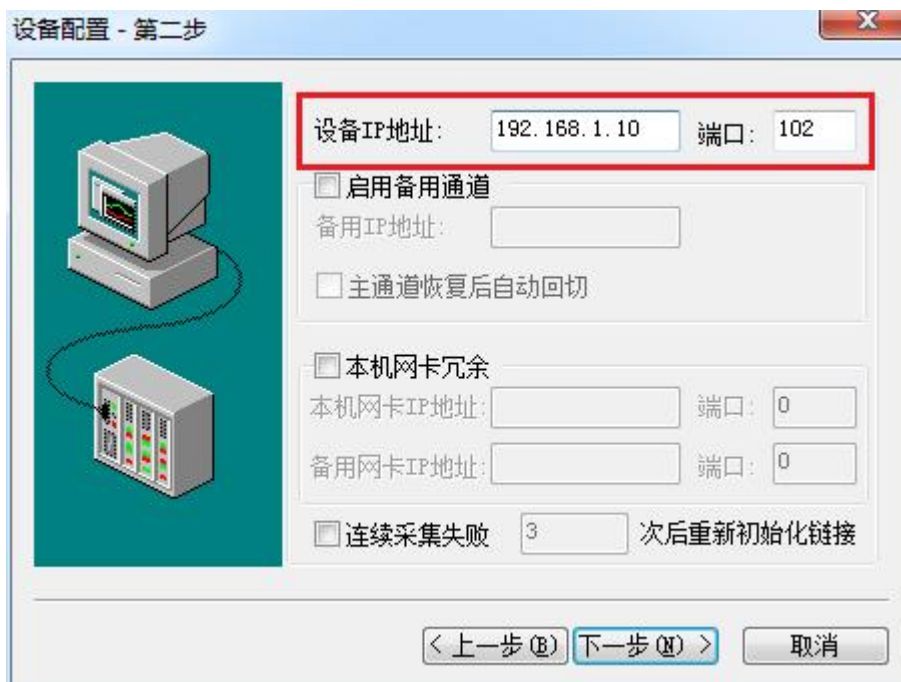 设备配置 - 第二步
设备IP地址: 192.168.1.10 端口: 102
启用备用通道
备用IP地址:
主通道恢复后自动回切
本机网卡冗余
本机网卡IP地址: 端口: 0
备用网卡IP地址: 端口: 0
连续采集失败 3 次后重新初始化链接
< 上一步(B) 下一步(N) > 取消